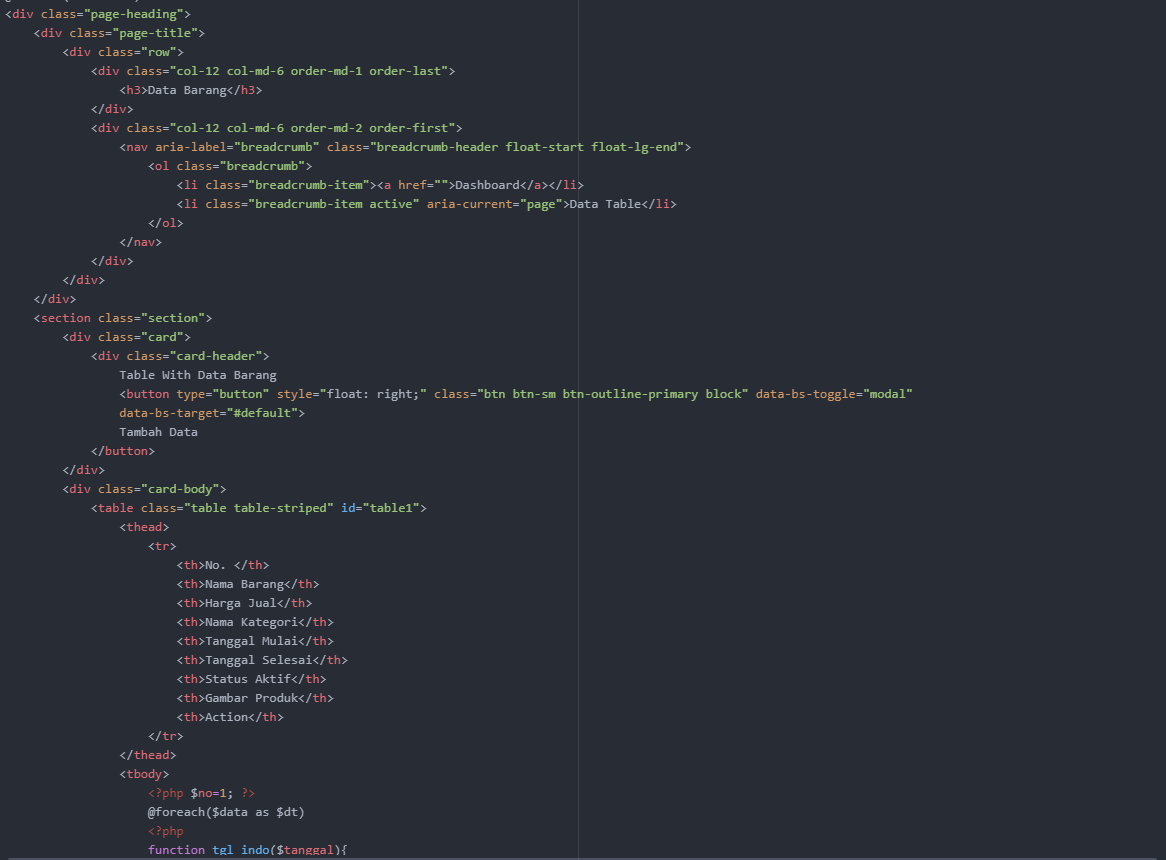 <div class="page-heading">
    <div class="page-title">
        <div class="row">
            <div class="col-12 col-md-6 order-md-1 order-last">
                <h3>Data Barang</h3>
            </div>
            <div class="col-12 col-md-6 order-md-2 order-first">
                <nav aria-label="breadcrumb" class="breadcrumb-header float-start float-lg-end">
                    <ol class="breadcrumb">
                        <li class="breadcrumb-item"><a href="">Dashboard</a></li>
                        <li class="breadcrumb-item active" aria-current="page">Data Table</li>
                    </ol>
                </nav>
            </div>
        </div>
    </div>
    <section class="section">
        <div class="card">
            <div class="card-header">
                Table With Data Barang
                <button type="button" style="float: right;" class="btn btn-sm btn-outline-primary block" data-bs-toggle="modal"
                data-bs-target="#default">
                Tambah Data
            </button>
        </div>
        <div class="card-body">
            <table class="table table-striped" id="table1">
                <thead>
                    <tr>
                        <th>No. </th>
                        <th>Nama Barang</th>
                        <th>Harga Jual</th>
                        <th>Nama Kategori</th>
                        <th>Tanggal Mulai</th>
                        <th>Tanggal Selesai</th>
                        <th>Status Aktif</th>
                        <th>Gambar Produk</th>
                        <th>Action</th>
                    </tr>
                </thead>
                <tbody>
                    <?php $no=1; ?>
                    @foreach($data as $dt)
                    <?php
                    function tgl_indo($tanggal){